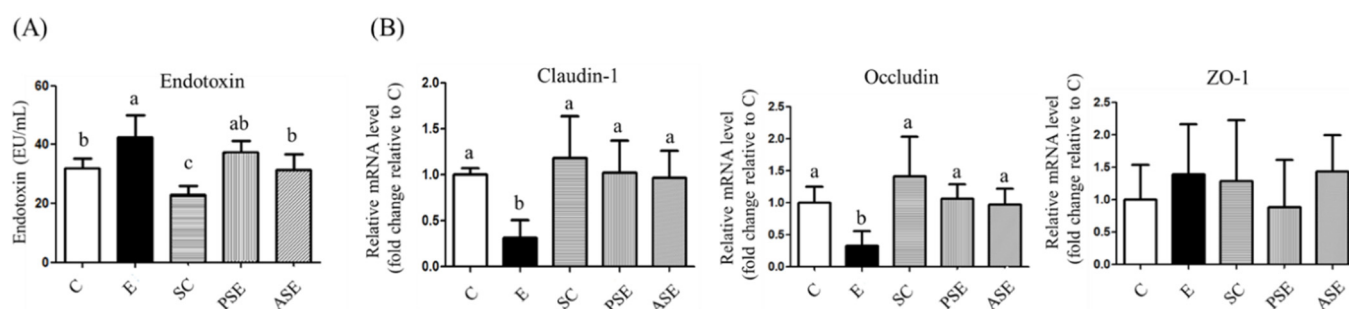 (A)
(B)
Endotoxin
Endotoxin (EU/mL)
60
40
20
0
b
a
c
ab
b
C
E
SC
PSE
ASE
Claudin-1
Relative mRNA level
(fold change relative to C)
2.0
1.5
1.0
0.5
0.0
a
b
a
a
a
C
E
SC
PSE
ASE
Occludin
Relative mRNA level
(fold change relative to C)
2.5
2.0
1.5
1.0
0.5
0.0
a
b
a
a
a
C
E
SC
PSE
ASE
ZO-1
Relative mRNA level
(fold change relative to C)
2.5
2.0
1.5
1.0
0.5
0.0
C
E
SC
PSE
ASE